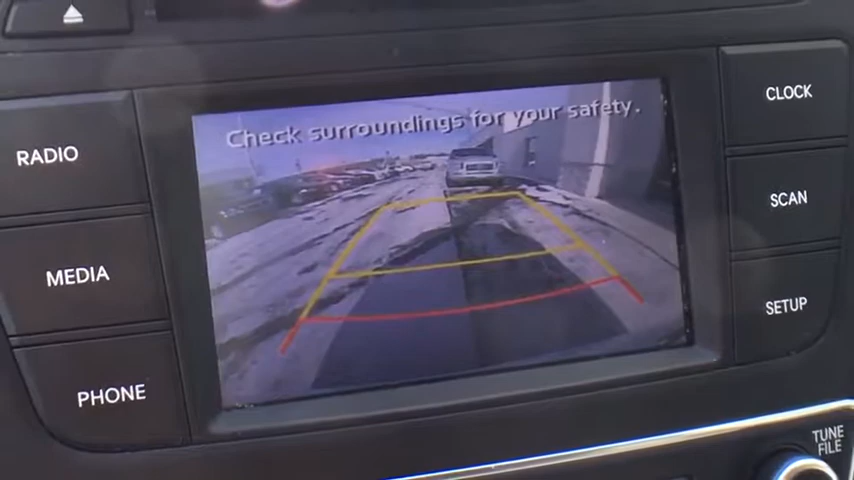 Check surroundings for your safety.
RADIO
MEDIA
PHONE
CLOCK
SCAN
SETUP
TUNE
FILE